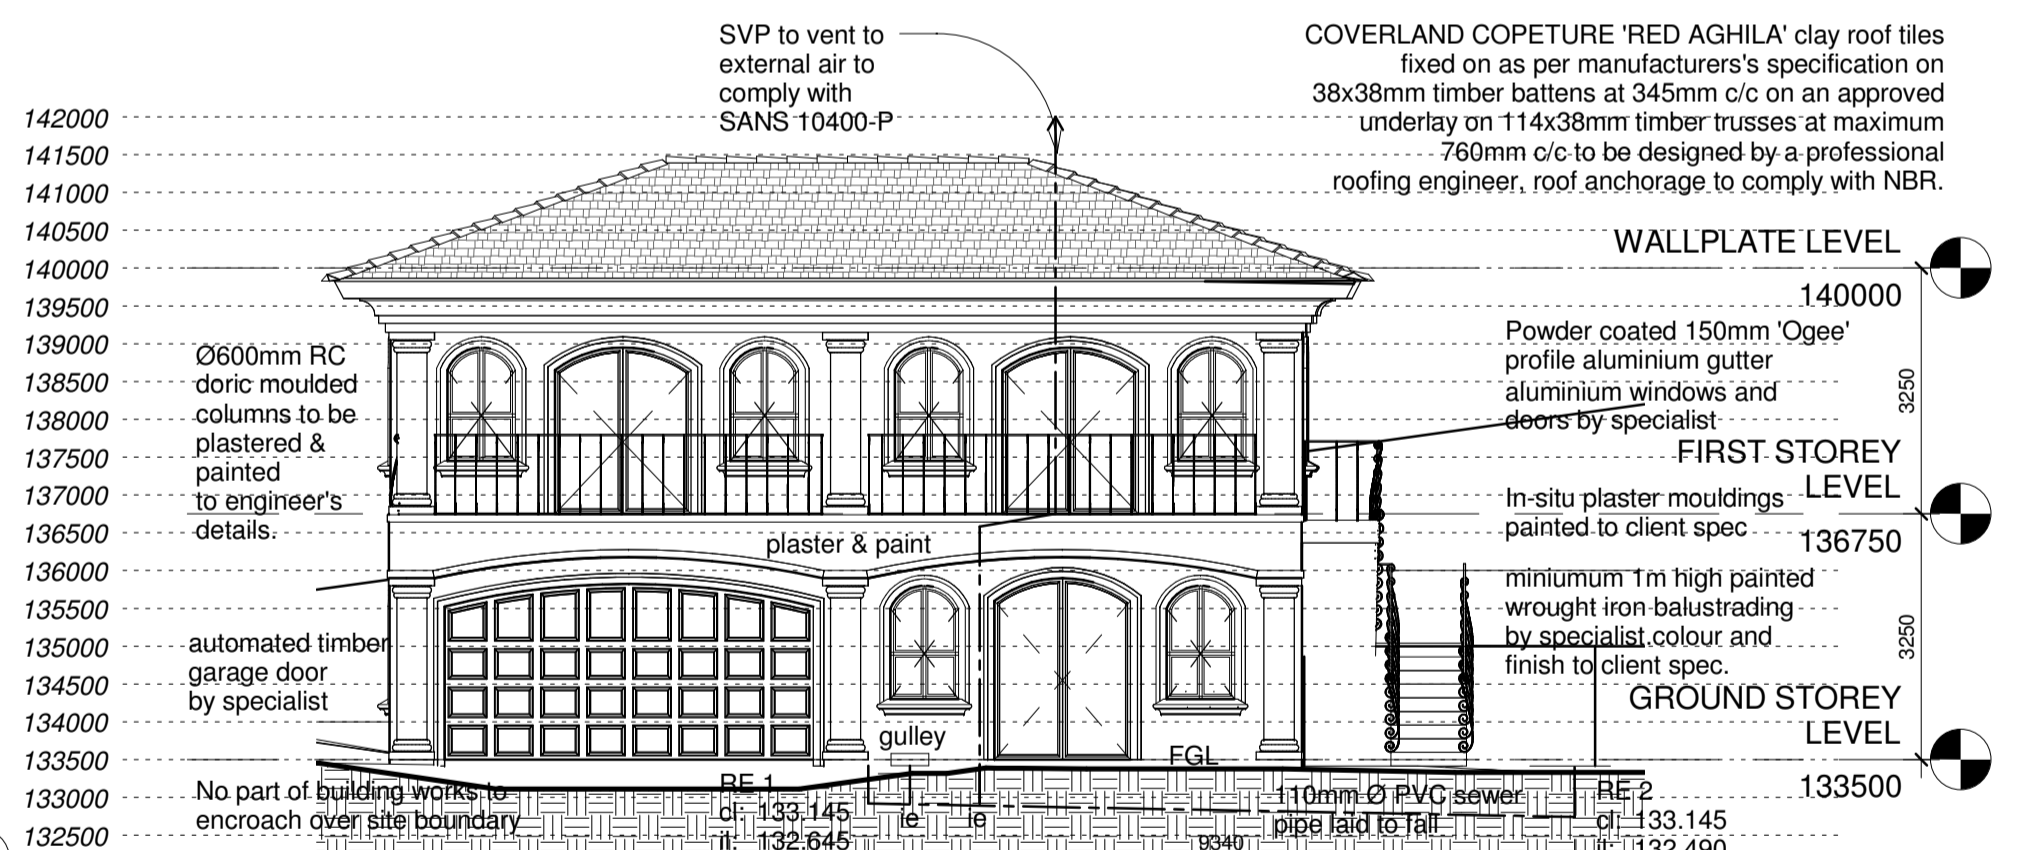 SVP to vent to
external air to
comply with
SANS 10400-P
COVERLAND COPETURE 'RED AGHILA' clay roof tiles
fixed on as per manufacturers's specification on
38x38mm timber battens at 345mm c/c on an approved
underlay on 114x38mm timber trusses at maximum
760mm c/c to be designed by a professional
roofing engineer, roof anchorage to comply with NBR.
142000
141500
141000
140500
140000
139500
139000
138500
138000
137500
137000
136500
136000
135500
135000
134500
134000
133500
133000
132500
WALLPLATE LEVEL
140000
Ø600mm RC
doric moulded
columns to be
plastered &
painted
to engineer's
details.
Powder coated 150mm 'Ogee'
profile aluminium gutter
aluminium windows and
doors by specialist
3250
FIRST STOREY
LEVEL
136750
In-situ plaster mouldings
painted to client spec
plaster & paint
miniumum 1m high painted
wrought iron balustrading
by specialist.colour and
finish to client spec.
3250
automated timber
garage door
by specialist
GROUND STOREY
LEVEL
133500
gulley
FGL
No part of building works to
encroach over site boundary
RE 1
cl: 133.145
il: 132.645
ie
ie
110mm Ø PVC sewer
pipe laid to fall
9340
RE 2
cl: 133.145
il: 132.490